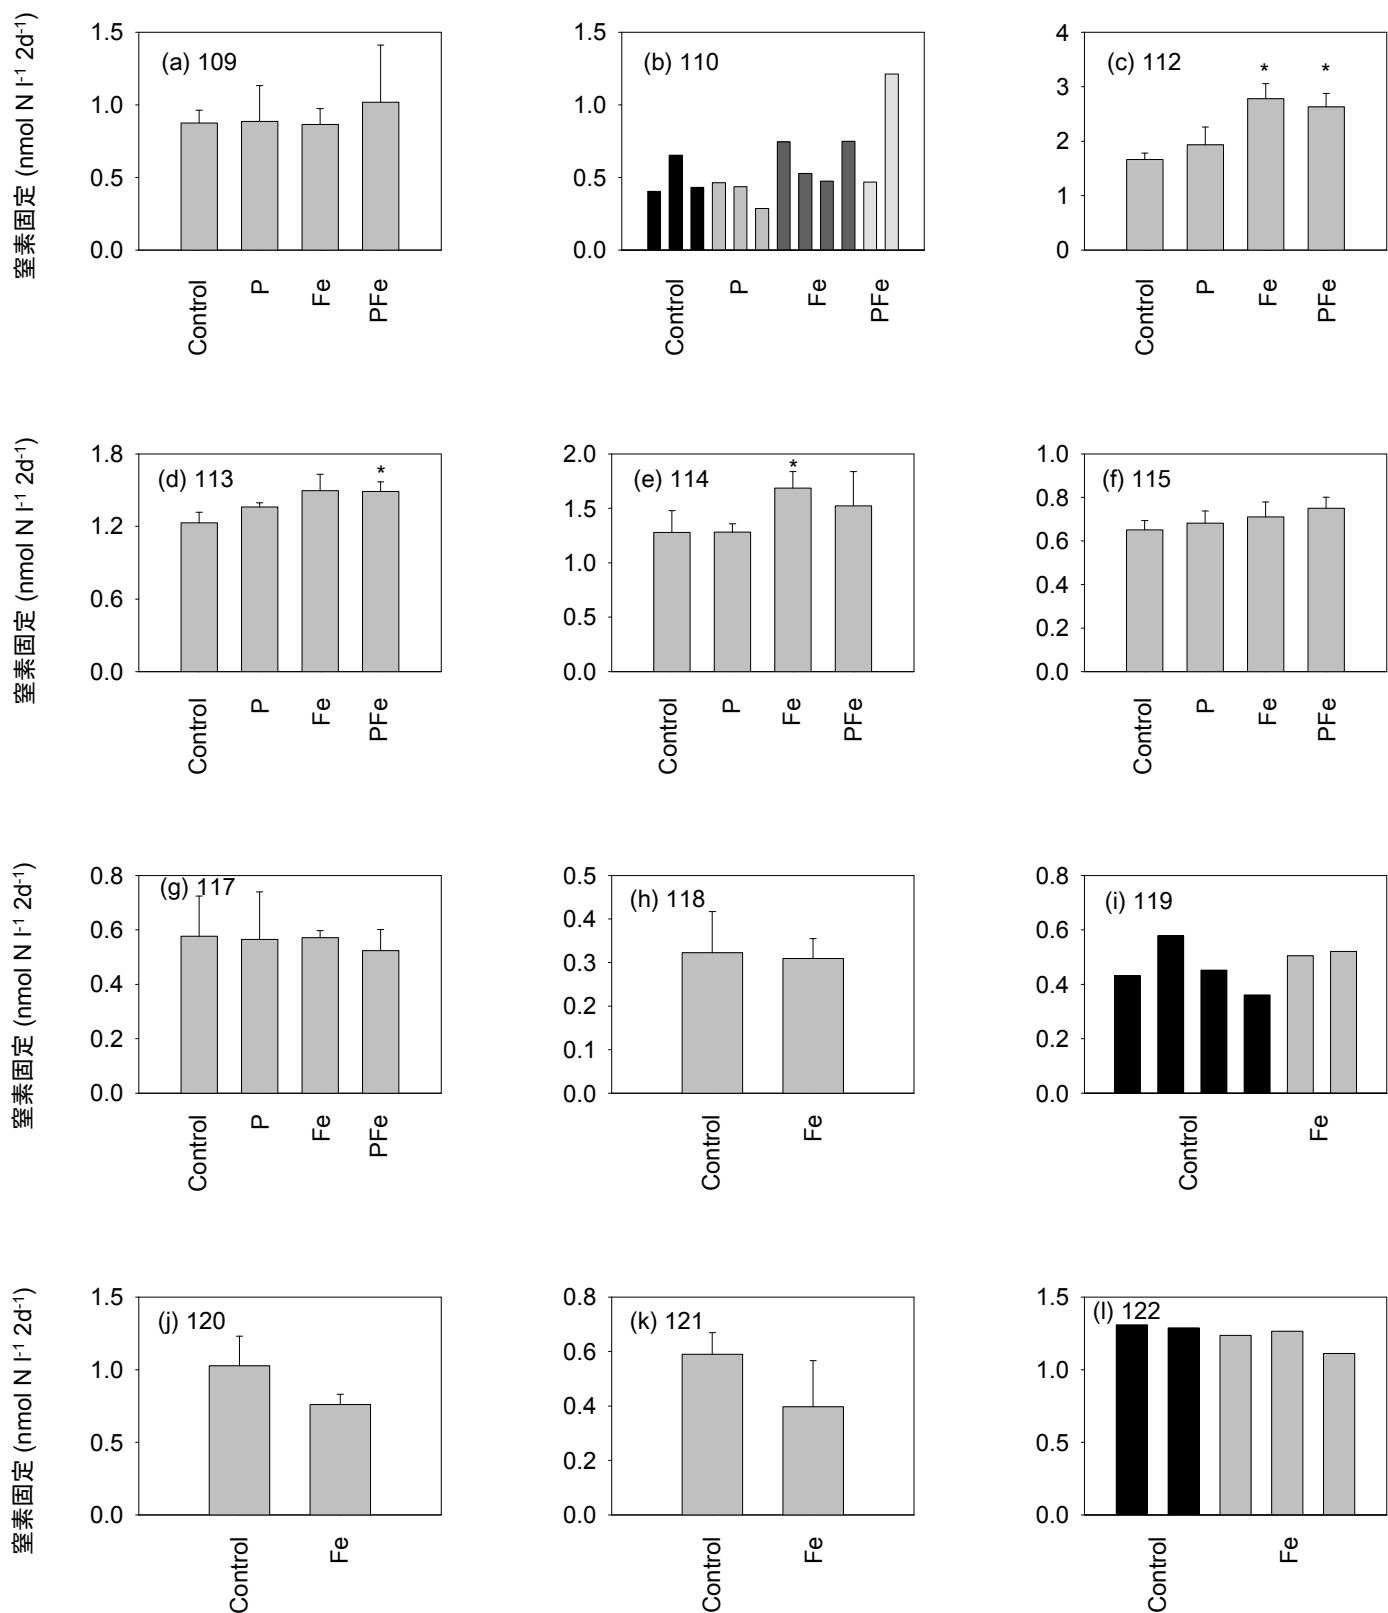 窒素固定 (nmol N l-1 2d-1)
(a) 109
1.5
1.0
0.5
0.0
Control
P
Fe
PFe
(b) 110
1.5
1.0
0.5
0.0
Control
P
Fe
PFe
(c) 112
4
3
2
1
0
*
*
Control
P
Fe
PFe
窒素固定 (nmol N l-1 2d-1)
(d) 113
1.8
1.2
0.6
0.0
*
Control
P
Fe
PFe
(e) 114
2.0
1.5
1.0
0.5
0.0
*
Control
P
Fe
PFe
(f) 115
1.0
0.8
0.6
0.4
0.2
0.0
Control
P
Fe
PFe
窒素固定 (nmol N l-1 2d-1)
(g) 117
0.8
0.6
0.4
0.2
0.0
Control
P
Fe
PFe
(h) 118
0.5
0.4
0.3
0.2
0.1
0.0
Control
Fe
(i) 119
0.8
0.6
0.4
0.2
0.0
Control
Fe
窒素固定 (nmol N l-1 2d-1)
(j) 120
1.5
1.0
0.5
0.0
Control
Fe
(k) 121
0.8
0.6
0.4
0.2
0.0
Control
Fe
(l) 122
1.5
1.0
0.5
0.0
Control
Fe